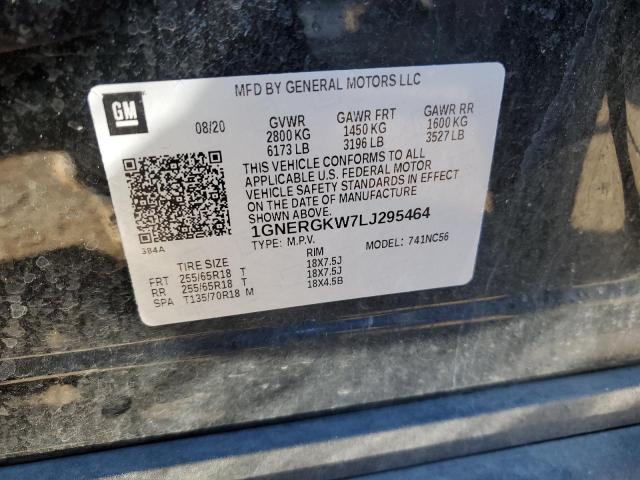 MFD BY GENERAL MOTORS LLC
GM
08/20
GVWR GAWR FRT GAWR RR
2800 KG 1450 KG 1600 KG
6173 LB 3196 LB 3527 LB
THIS VEHICLE CONFORMS TO ALL
APPLICABLE U.S. FEDERAL MOTOR
VEHICLE SAFETY STANDARDS IN EFFECT
ON THE DATE OF MANUFACTURE
SHOWN ABOVE.
1GNERGKW7LJ295464
384A
TYPE: M.P.V. MODEL: 741NC56
TIRE SIZE RIM
FRT 255/65R18 T 18X7.5J
RR 255/65R18 T 18X7.5J
SPA T135/70R18 M 18X4.5B